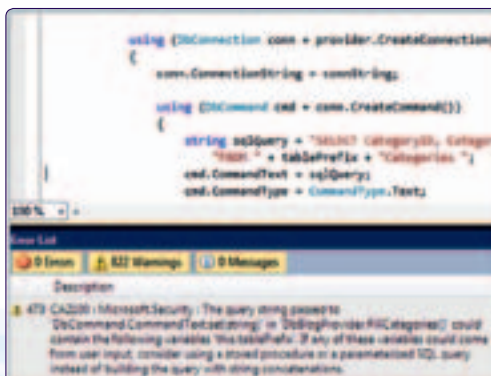 using (DbConnection conn = provider.CreateConnection(
{
conn.ConnectionString = connString;
using (DbCommand cmd = conn.CreateCommand())
{
string sqlQuery = "SELECT CategoryID, Categor
"FROM " + tablePrefix + "Categories ";
cmd.CommandText = sqlQuery;
cmd.CommandType = CommandType.Text;
100 %
Error List
0 Errors 822 Warnings 0 Messages
Description
473 CA2100 : Microsoft.Security : The query string passed to
'DbCommand.CommandText.set(string)' in 'DbBlogProvider.FillCategories()' could
contain the following variables 'this.tablePrefix'. If any of these variables could come
from user input, consider using a stored procedure or a parameterized SQL query
instead of building the query with string concatenations.